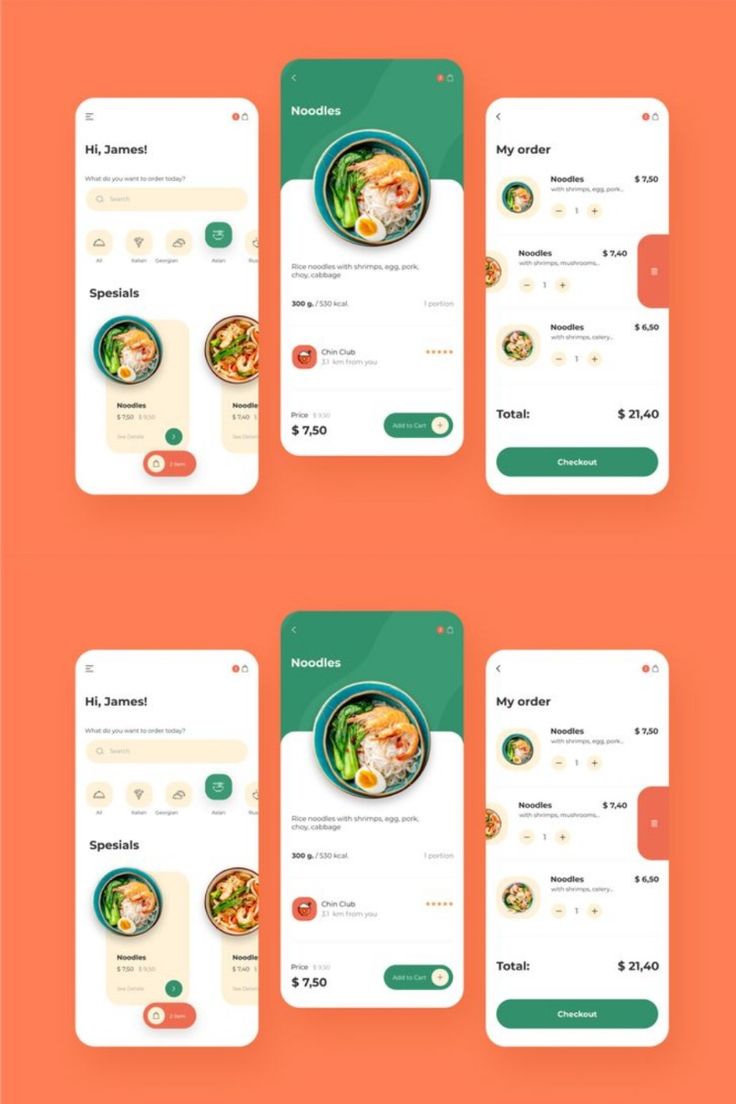 Hi, James!
What do you want to order today?
Search
All
Italian
Georgian
Asian
Spesials
Noodles
$ 7,50 $ 9,50
See Details
Noodle
$ 7,40
See Detail
2 item
Noodles
Rice noodles with shrimps, egg, pork,
choy, cabbage
300 g. / 530 kcal.
1 portion
Chin Club
3.1 km from you
Price $ 9,50
$ 7,50
Add to Cart
My order
Noodles $ 7,50
with shrimps, egg, pork...
1
Noodles $ 7,40
with shrimps, mushrooms...
1
Noodles $ 6,50
with shrimps, celery...
1
Total: $ 21,40
Checkout
Hi, James!
What do you want to order today?
Search
All
Italian
Georgian
Asian
Spesials
Noodles
$ 7,50 $ 9,50
See Details
Noodle
$ 7,40
See Detail
2 item
Noodles
Rice noodles with shrimps, egg, pork,
choy, cabbage
300 g. / 530 kcal.
1 portion
Chin Club
3.1 km from you
Price $ 9,50
$ 7,50
Add to Cart
My order
Noodles $ 7,50
with shrimps, egg, pork...
1
Noodles $ 7,40
with shrimps, mushrooms...
1
Noodles $ 6,50
with shrimps, celery...
1
Total: $ 21,40
Checkout